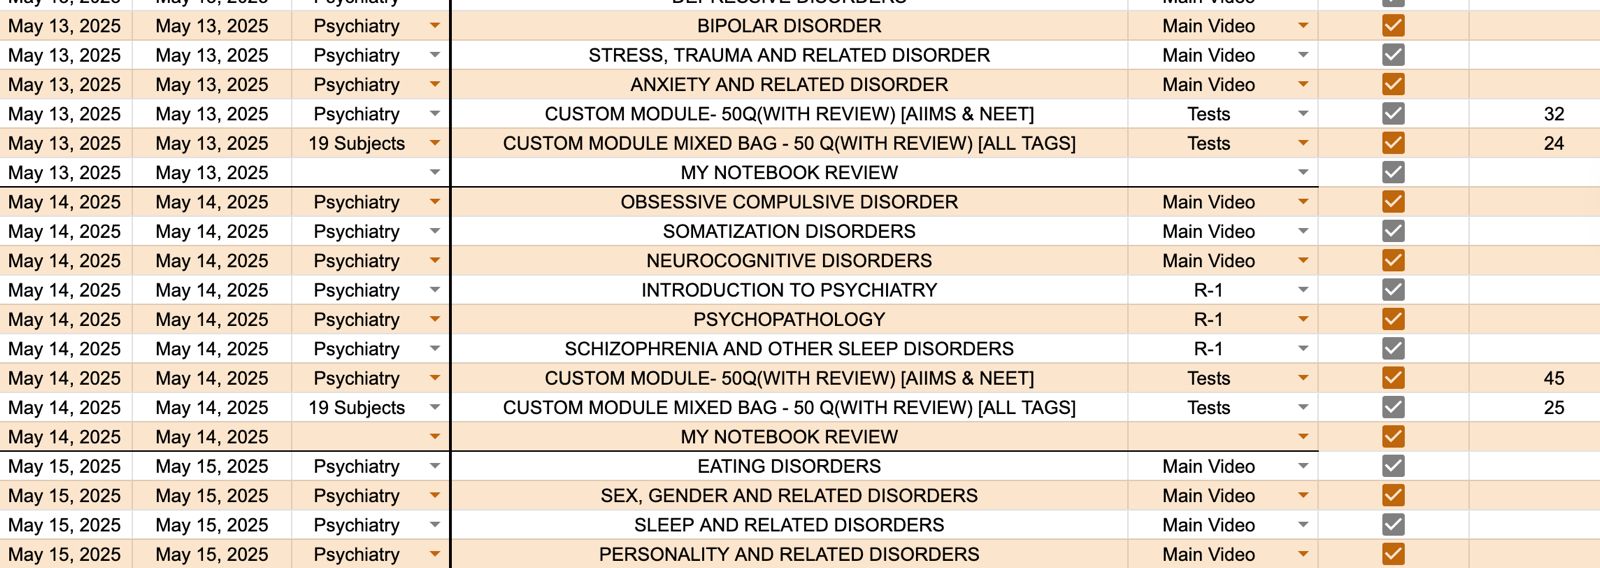 May 13, 2025 May 13, 2025 Psychiatry DEPRESSIVE DISORDERS Main Video
May 13, 2025 May 13, 2025 Psychiatry BIPOLAR DISORDER Main Video
May 13, 2025 May 13, 2025 Psychiatry STRESS, TRAUMA AND RELATED DISORDER Main Video
May 13, 2025 May 13, 2025 Psychiatry ANXIETY AND RELATED DISORDER Main Video
May 13, 2025 May 13, 2025 Psychiatry CUSTOM MODULE- 50Q(WITH REVIEW) [AIIMS & NEET] Tests 32
May 13, 2025 May 13, 2025 19 Subjects CUSTOM MODULE MIXED BAG - 50 Q(WITH REVIEW) [ALL TAGS] Tests 24
May 13, 2025 May 13, 2025 MY NOTEBOOK REVIEW
May 14, 2025 May 14, 2025 Psychiatry OBSESSIVE COMPULSIVE DISORDER Main Video
May 14, 2025 May 14, 2025 Psychiatry SOMATIZATION DISORDERS Main Video
May 14, 2025 May 14, 2025 Psychiatry NEUROCOGNITIVE DISORDERS Main Video
May 14, 2025 May 14, 2025 Psychiatry INTRODUCTION TO PSYCHIATRY R-1
May 14, 2025 May 14, 2025 Psychiatry PSYCHOPATHOLOGY R-1
May 14, 2025 May 14, 2025 Psychiatry SCHIZOPHRENIA AND OTHER SLEEP DISORDERS R-1
May 14, 2025 May 14, 2025 Psychiatry CUSTOM MODULE- 50Q(WITH REVIEW) [AIIMS & NEET] Tests 45
May 14, 2025 May 14, 2025 19 Subjects CUSTOM MODULE MIXED BAG - 50 Q(WITH REVIEW) [ALL TAGS] Tests 25
May 14, 2025 May 14, 2025 MY NOTEBOOK REVIEW
May 15, 2025 May 15, 2025 Psychiatry EATING DISORDERS Main Video
May 15, 2025 May 15, 2025 Psychiatry SEX, GENDER AND RELATED DISORDERS Main Video
May 15, 2025 May 15, 2025 Psychiatry SLEEP AND RELATED DISORDERS Main Video
May 15, 2025 May 15, 2025 Psychiatry PERSONALITY AND RELATED DISORDERS Main Video